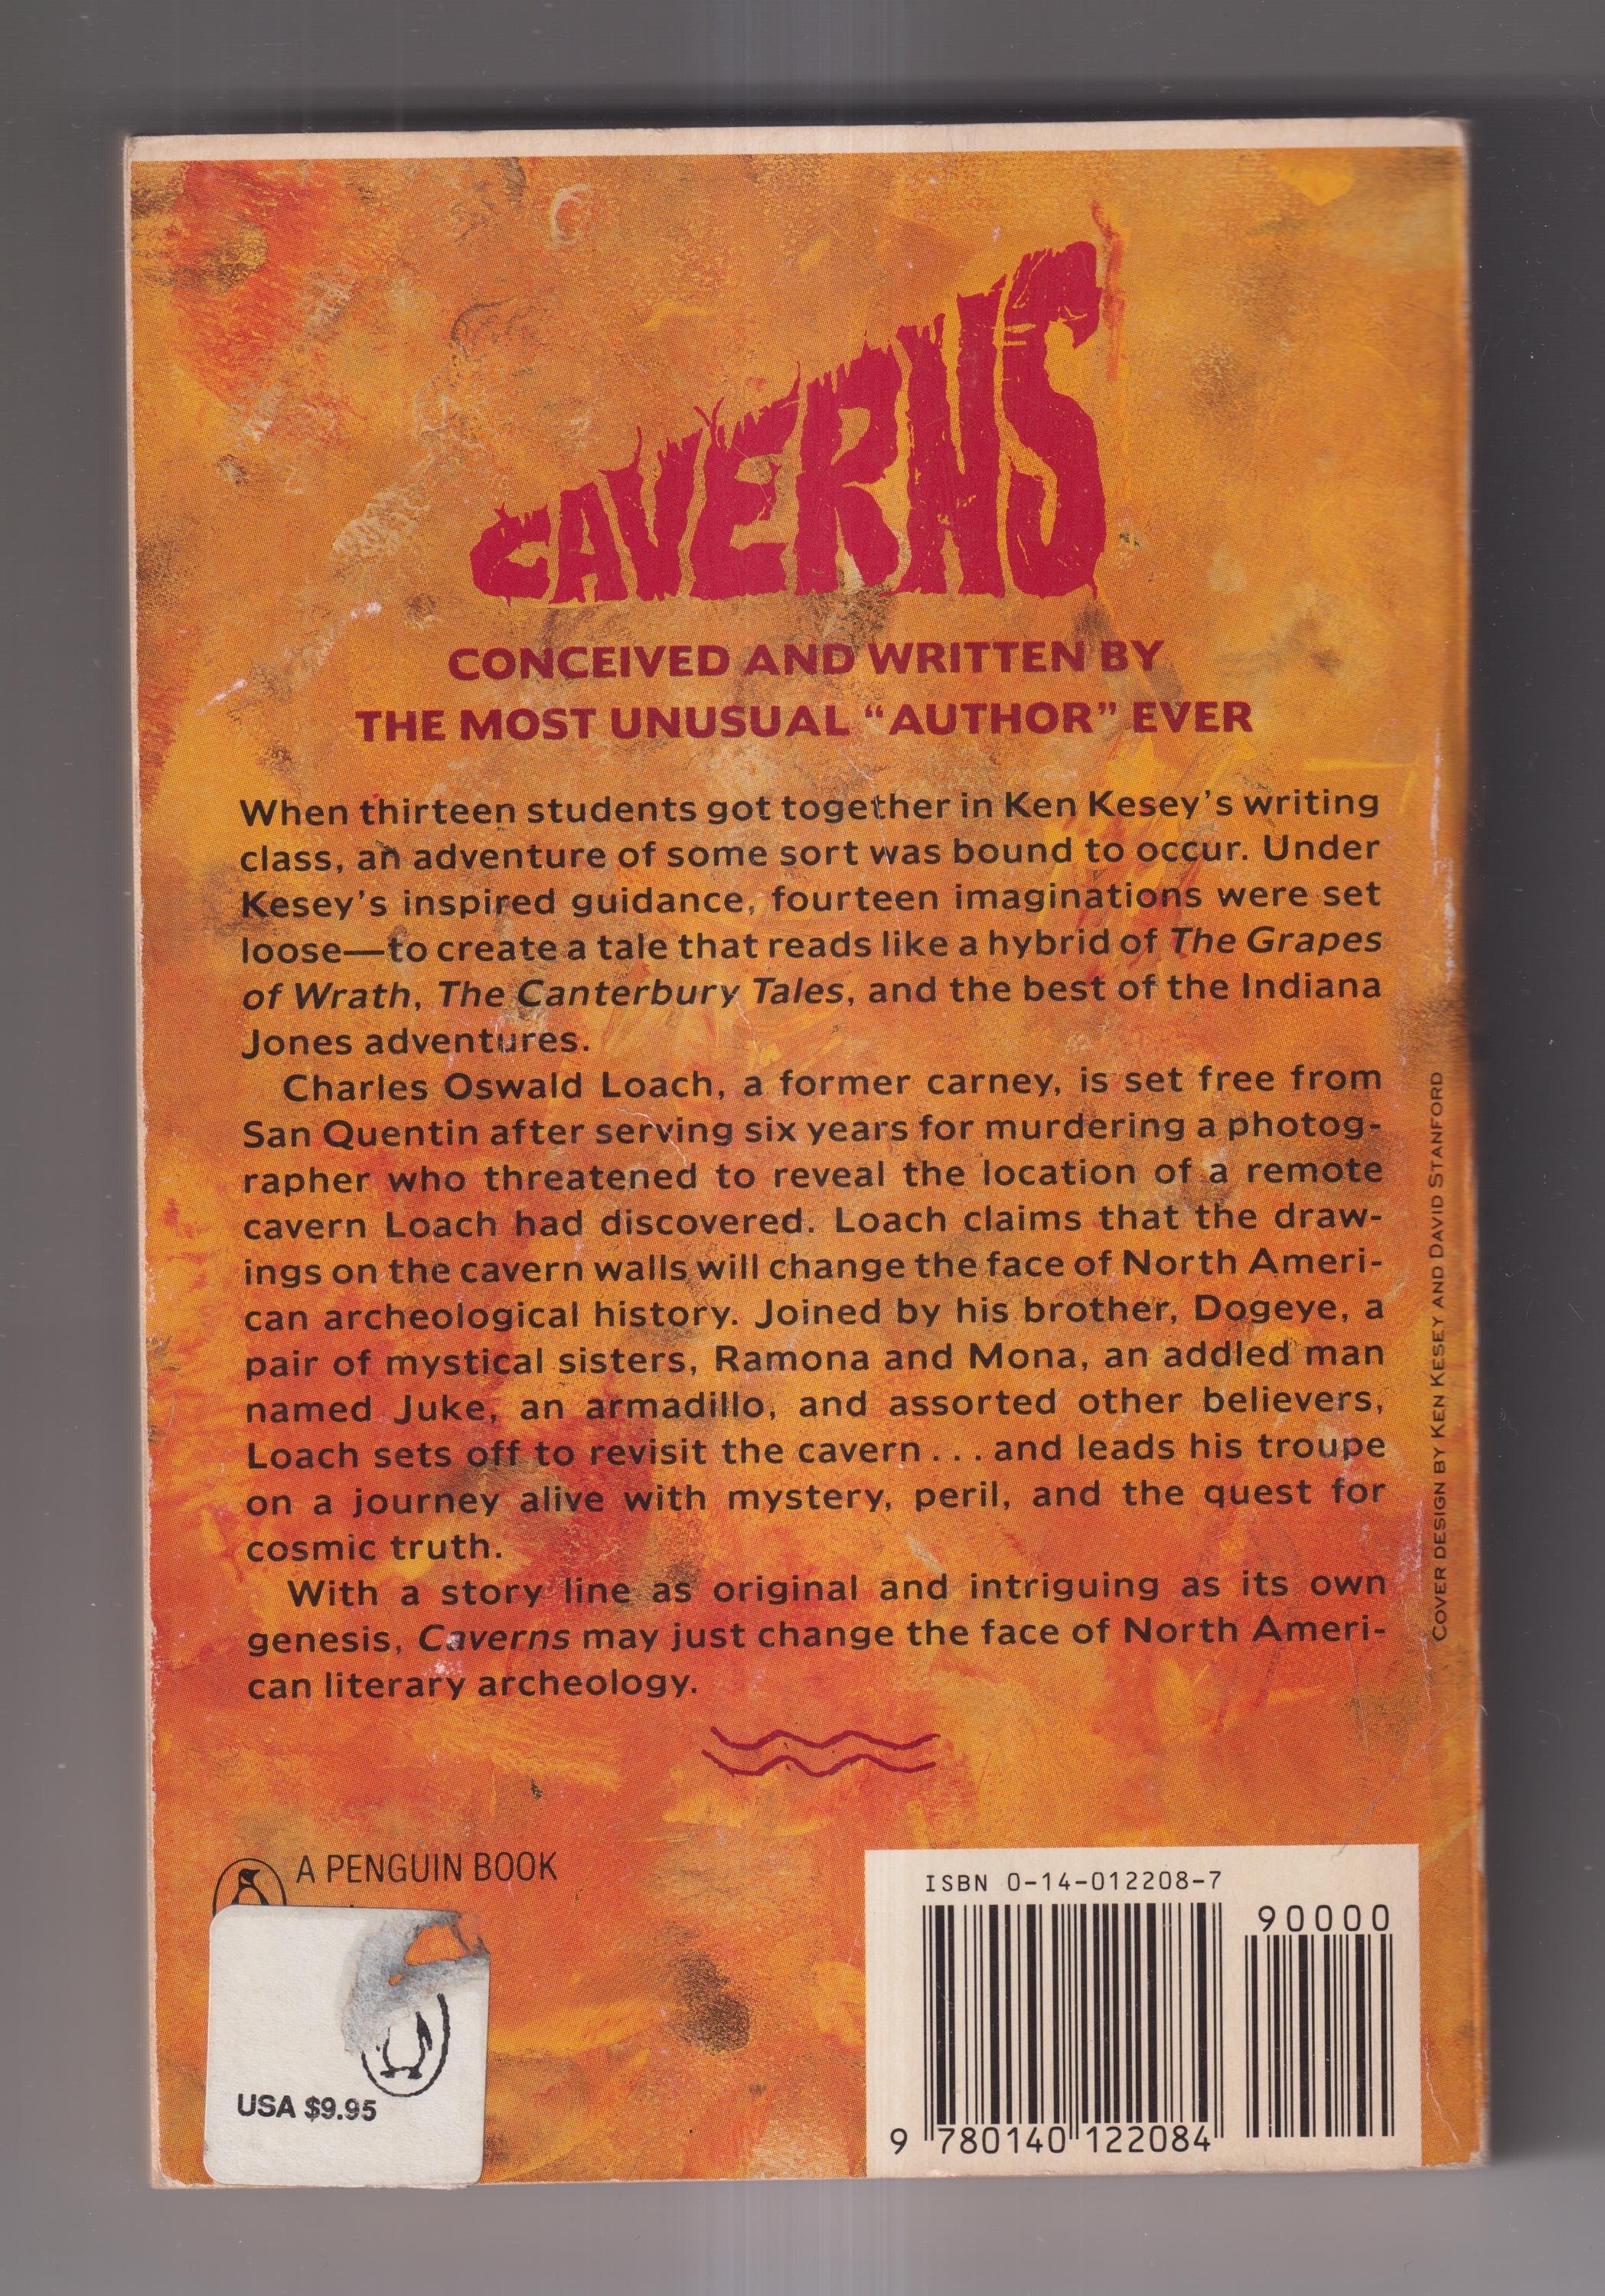 CAVERNS
CONCEIVED AND WRITTEN BY
THE MOST UNUSUAL “AUTHOR” EVER
When thirteen students got together in Ken Kesey’s writing
class, an adventure of some sort was bound to occur. Under
Kesey’s inspired guidance, fourteen imaginations were set
loose—to create a tale that reads like a hybrid of The Grapes
of Wrath, The Canterbury Tales, and the best of the Indiana
Jones adventures.
Charles Oswald Loach, a former carney, is set free from
San Quentin after serving six years for murdering a photog-
rapher who threatened to reveal the location of a remote
cavern Loach had discovered. Loach claims that the draw-
ings on the cavern walls will change the face of North Ameri-
can archeological history. Joined by his brother, Dogeye, a
pair of mystical sisters, Ramona and Mona, an addled man
named Juke, an armadillo, and assorted other believers,
Loach sets off to revisit the cavern . . . and leads his troupe
on a journey alive with mystery, peril, and the quest for
cosmic truth.
With a story line as original and intriguing as its own
genesis, Caverns may just change the face of North Ameri-
can literary archeology.
COVER DESIGN BY KEN KESEY AND DAVID STANFORD
A PENGUIN BOOK
USA $9.95
ISBN 0-14-012208-7
90000
9 780140 122084